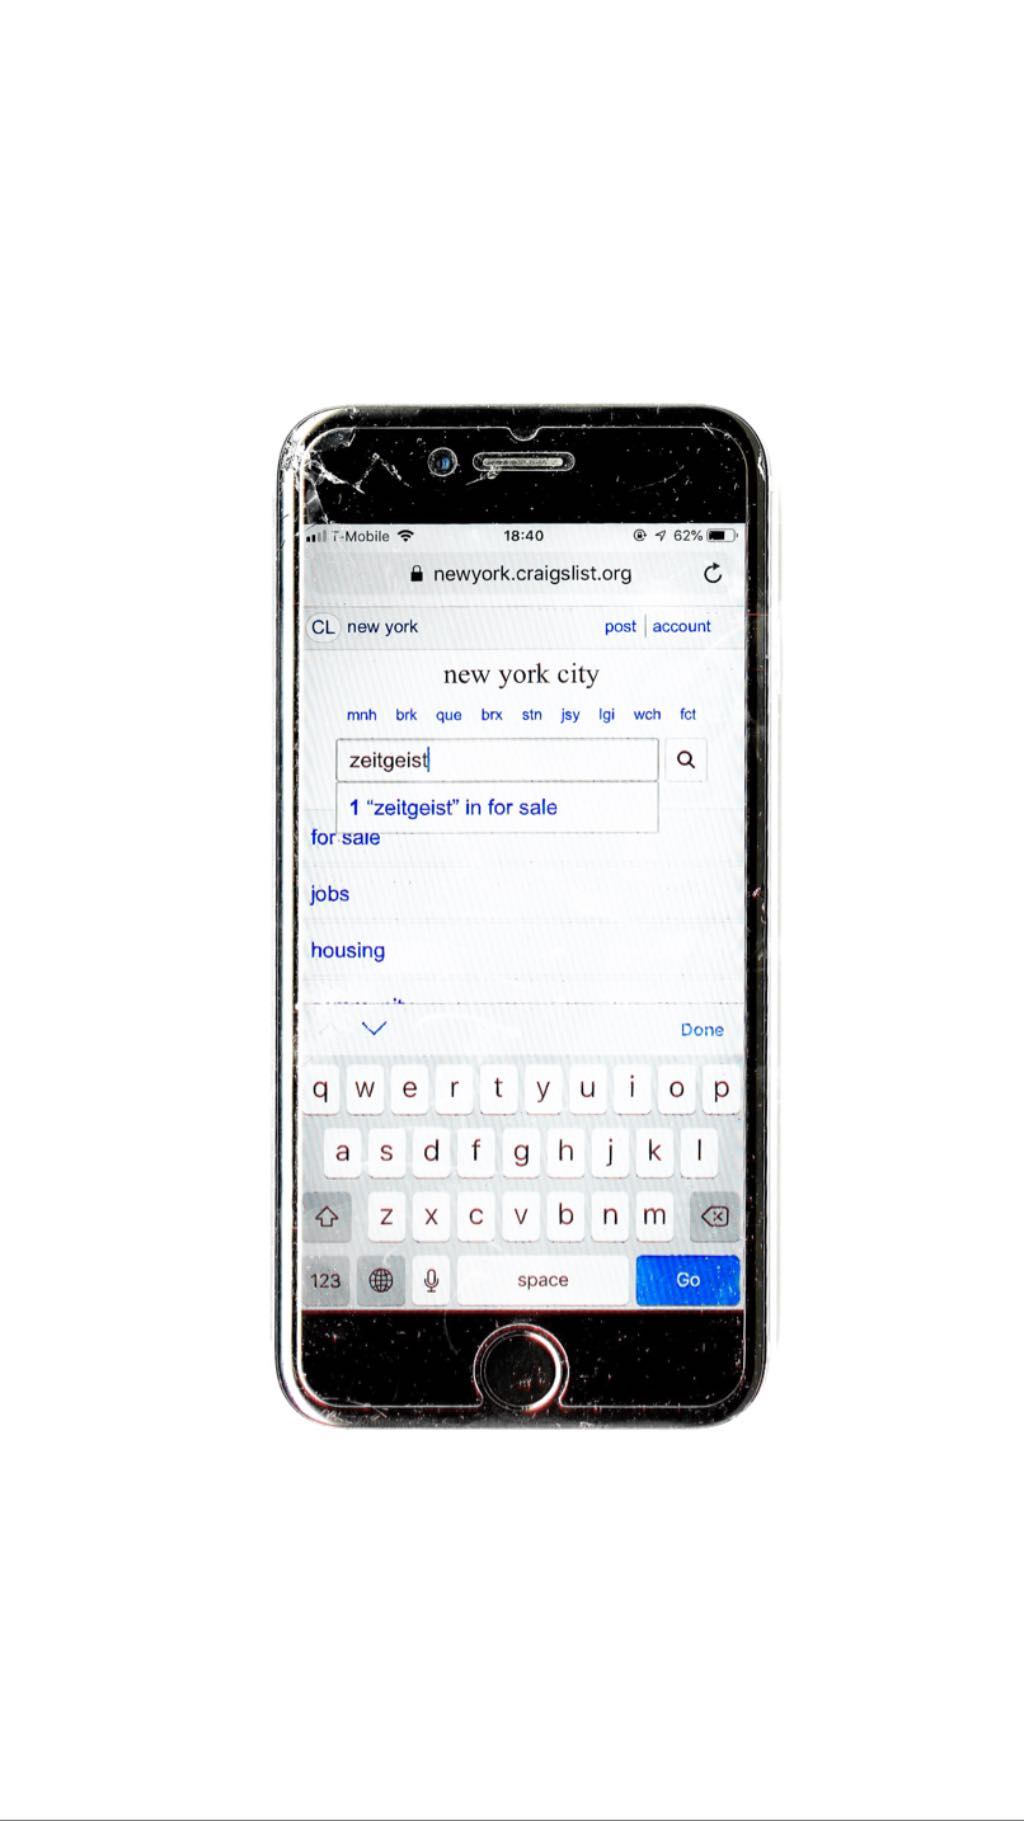 T-Mobile 18:40 62%
newyork.craigslist.org
CL new york post account
new york city
mnh brk que brx stn jsy lgi wch fct
zeitgeist
1 “zeitgeist” in for sale
for sale
jobs
housing
Done
q w e r t y u i o p
a s d f g h j k l
z x c v b n m
123 space Go